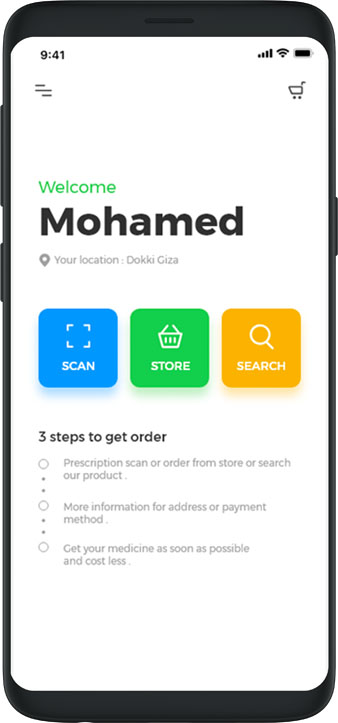 9:41
Welcome
Mohamed
Your location : Dokki Giza
SCAN STORE SEARCH
3 steps to get order
Prescription scan or order from store or search
our product .
More information for address or payment
method .
Get your medicine as soon as possible
and cost less .